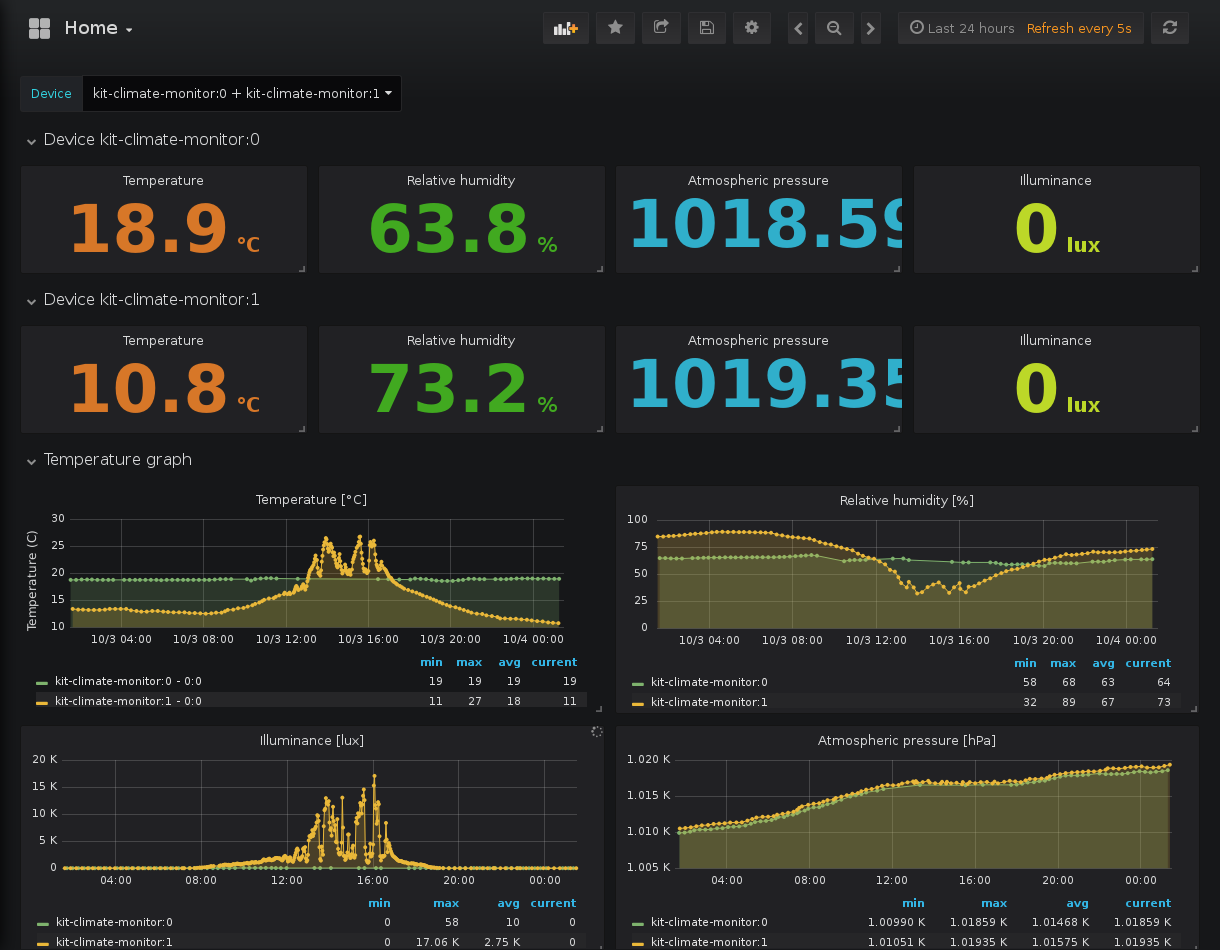 Home
Last 24 hours Refresh every 5s
Device kit-climate-monitor:0 + kit-climate-monitor:1
Device kit-climate-monitor:0
Temperature Relative humidity Atmospheric pressure Illuminance
18.9 °C 63.8 % 1018.59 0 lux
Device kit-climate-monitor:1
Temperature Relative humidity Atmospheric pressure Illuminance
10.8 °C 73.2 % 1019.35 0 lux
Temperature graph
Temperature [°C]
Temperature (C)
30
25
20
15
10
10/3 04:00 10/3 08:00 10/3 12:00 10/3 16:00 10/3 20:00 10/4 00:00
min max avg current
kit-climate-monitor:0 - 0:0 19 19 19 19
kit-climate-monitor:1 - 0:0 11 27 18 11
Relative humidity [%]
100
75
50
25
0
10/3 04:00 10/3 08:00 10/3 12:00 10/3 16:00 10/3 20:00 10/4 00:00
min max avg current
kit-climate-monitor:0 58 68 63 64
kit-climate-monitor:1 32 89 67 73
Illuminance [lux]
20 K
15 K
10 K
5 K
0
04:00 08:00 12:00 16:00 20:00 00:00
min max avg current
kit-climate-monitor:0 0 58 10 0
kit-climate-monitor:1 0 17.06 K 2.75 K 0
Atmospheric pressure [hPa]
1.020 K
1.015 K
1.010 K
1.005 K
04:00 08:00 12:00 16:00 20:00 00:00
min max avg current
kit-climate-monitor:0 1.00990 K 1.01859 K 1.01468 K 1.01859 K
kit-climate-monitor:1 1.01051 K 1.01935 K 1.01575 K 1.01935 K